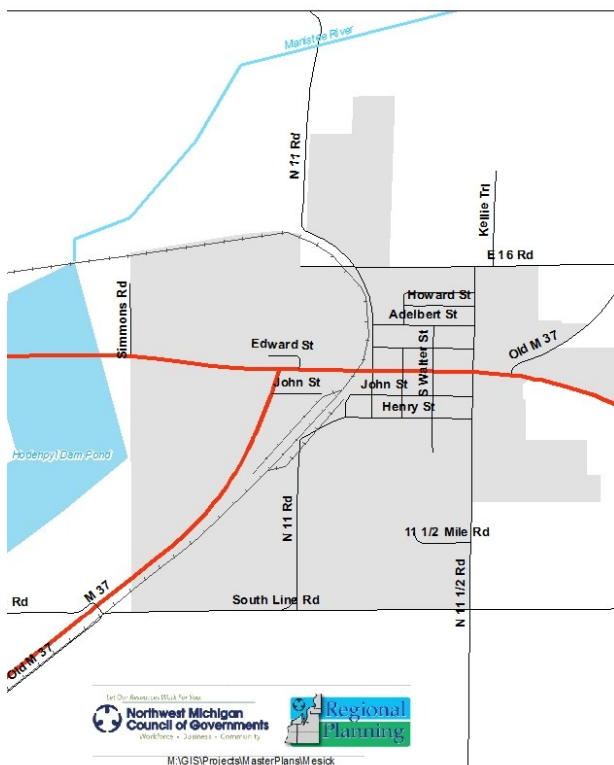 Manistee River
N 11 Rd
Kellie Trl
E 16 Rd
Simmons Rd
Howard St
Adelbert St
Edward St
S Walter St
Old M 37
John St
John St
Henry St
Hodenpyl Dam Pond
N 11 Rd
11 1/2 Mile Rd
N 11 1/2 Rd
M 37
Rd
South Line Rd
Old M 37
Let Our Resources Work For You.
Northwest Michigan
Council of Governments
Workforce • Business • Community
Regional
Planning
M:\GIS\Projects\MasterPlans\Mesick